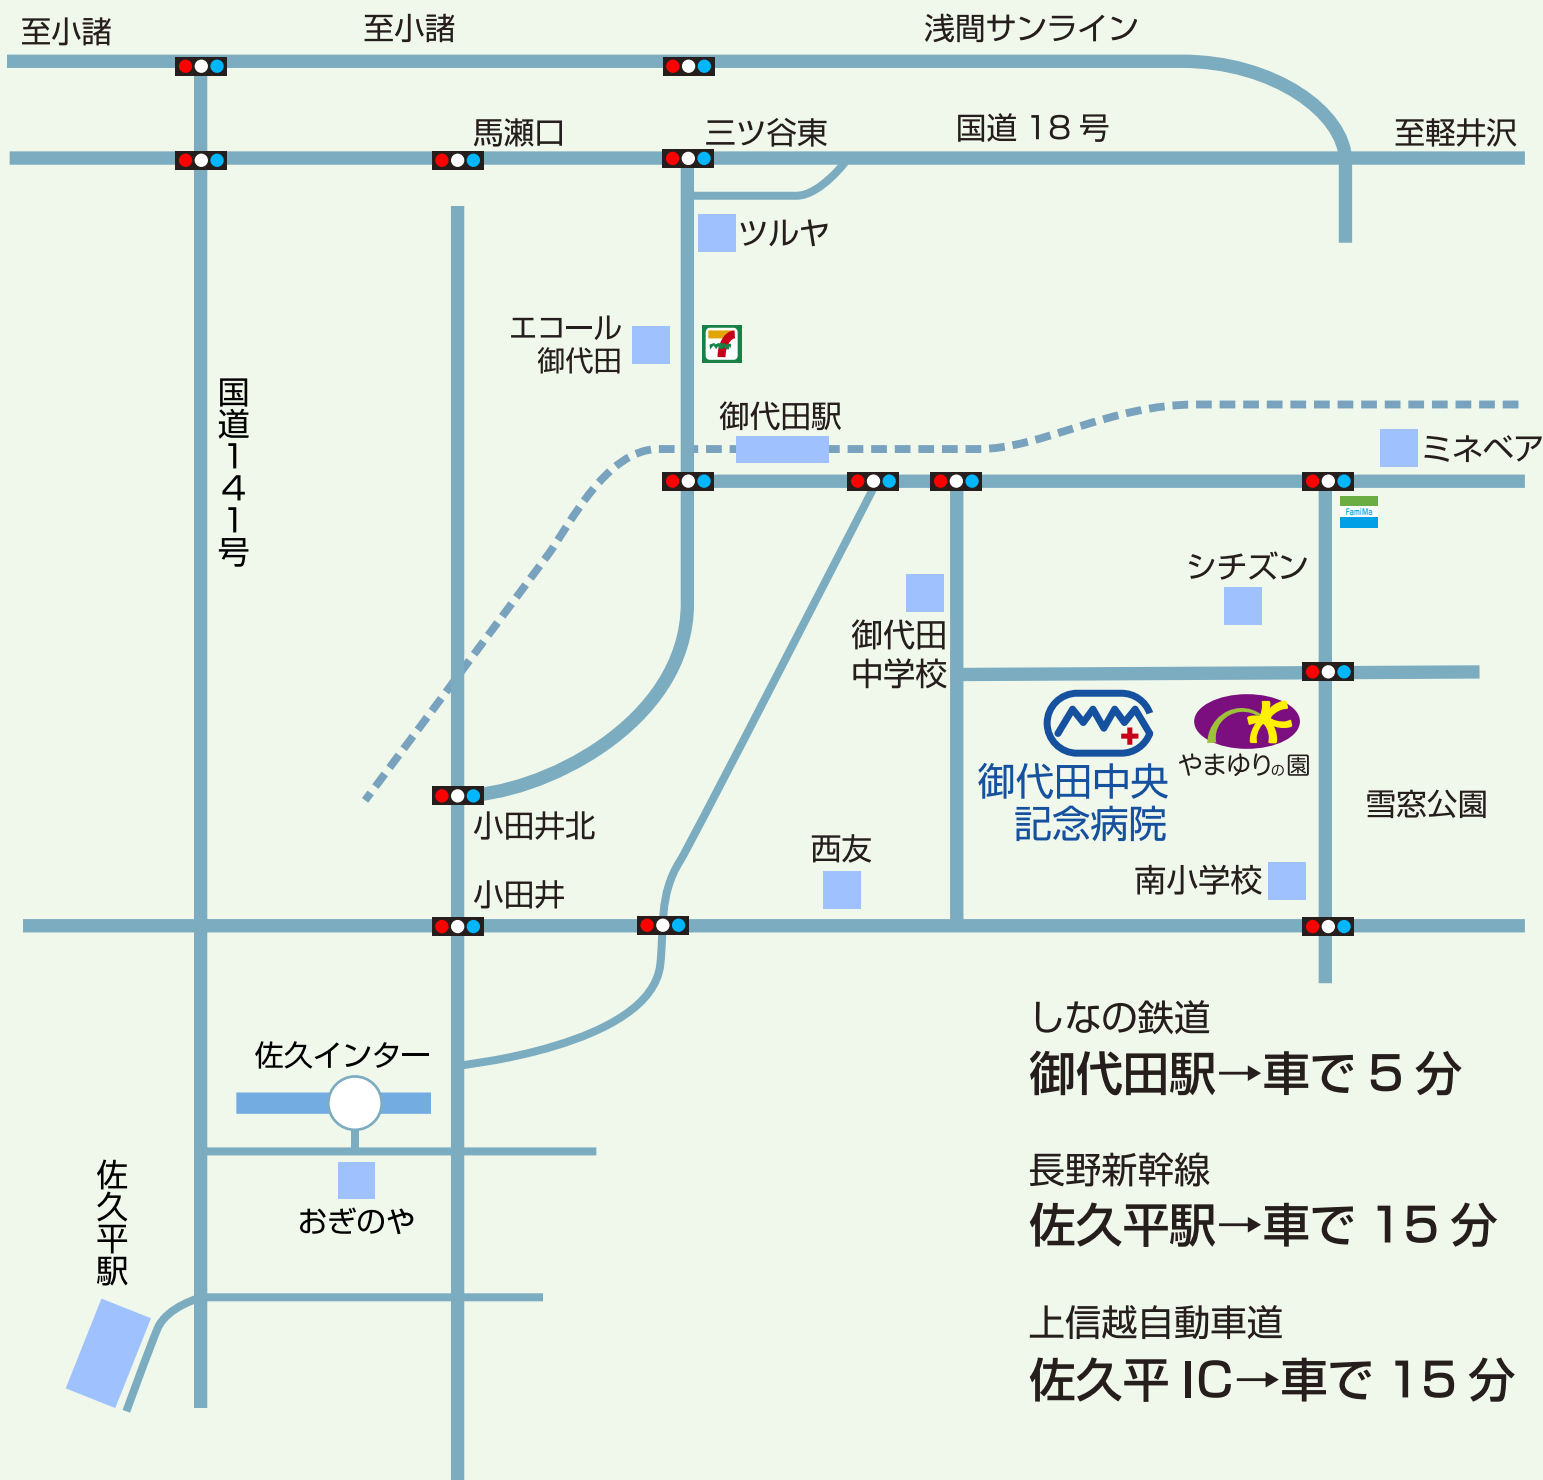 至小諸
至小諸
浅間サンライン
馬瀬口
三ツ谷東
国道 18 号
至軽井沢
ツルヤ
エコール
御代田
7
国道141号
御代田駅
ミネベア
FamiMa
シチズン
御代田
中学校
御代田中央
記念病院
やまゆりの園
雪窓公園
小田井北
西友
南小学校
小田井
しなの鉄道
御代田駅→車で 5 分
佐久インター
長野新幹線
佐久平駅→車で 15 分
おぎのや
佐久平駅
上信越自動車道
佐久平 IC→車で 15 分